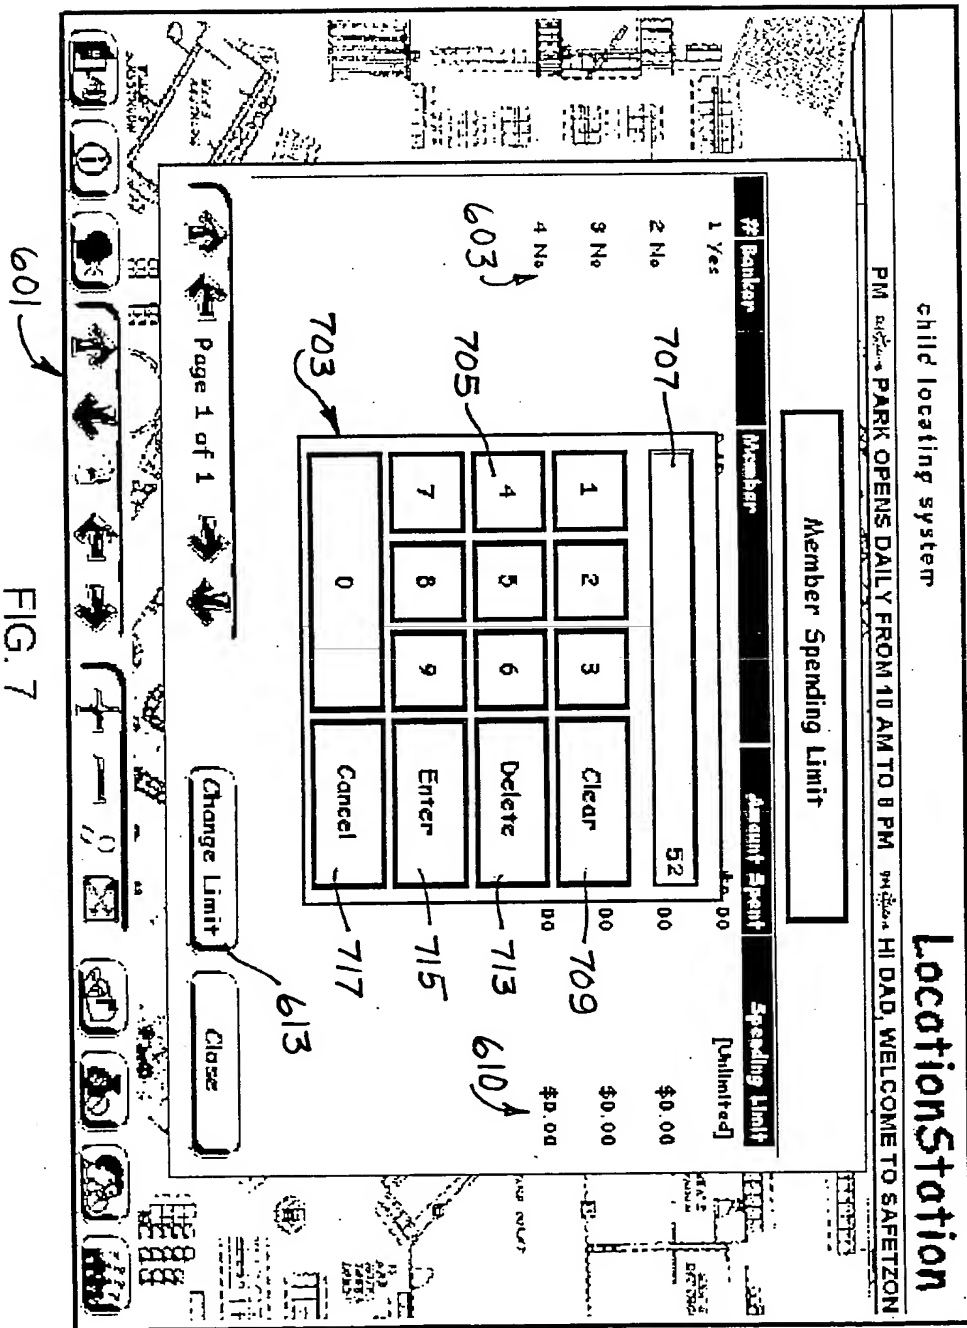 child locating system
LocationStation
PM PARK OPENS DAILY FROM 10 AM TO 8 PM HI DAD, WELCOME TO SAFETZON
Member Spending Limit
# Banker Member Amount Spent Spending Limit
1 Yes [Unlimited]
2 No 00 $0.00
3 No 00 $0.00
4 No 00 $0.00
603
610
707
52
1 2 3 Clear
709
705
4 5 6 Delete
713
7 8 9 Enter
715
703
0 Cancel
717
Page 1 of 1
Change Limit
Close
613
601
FIG. 7